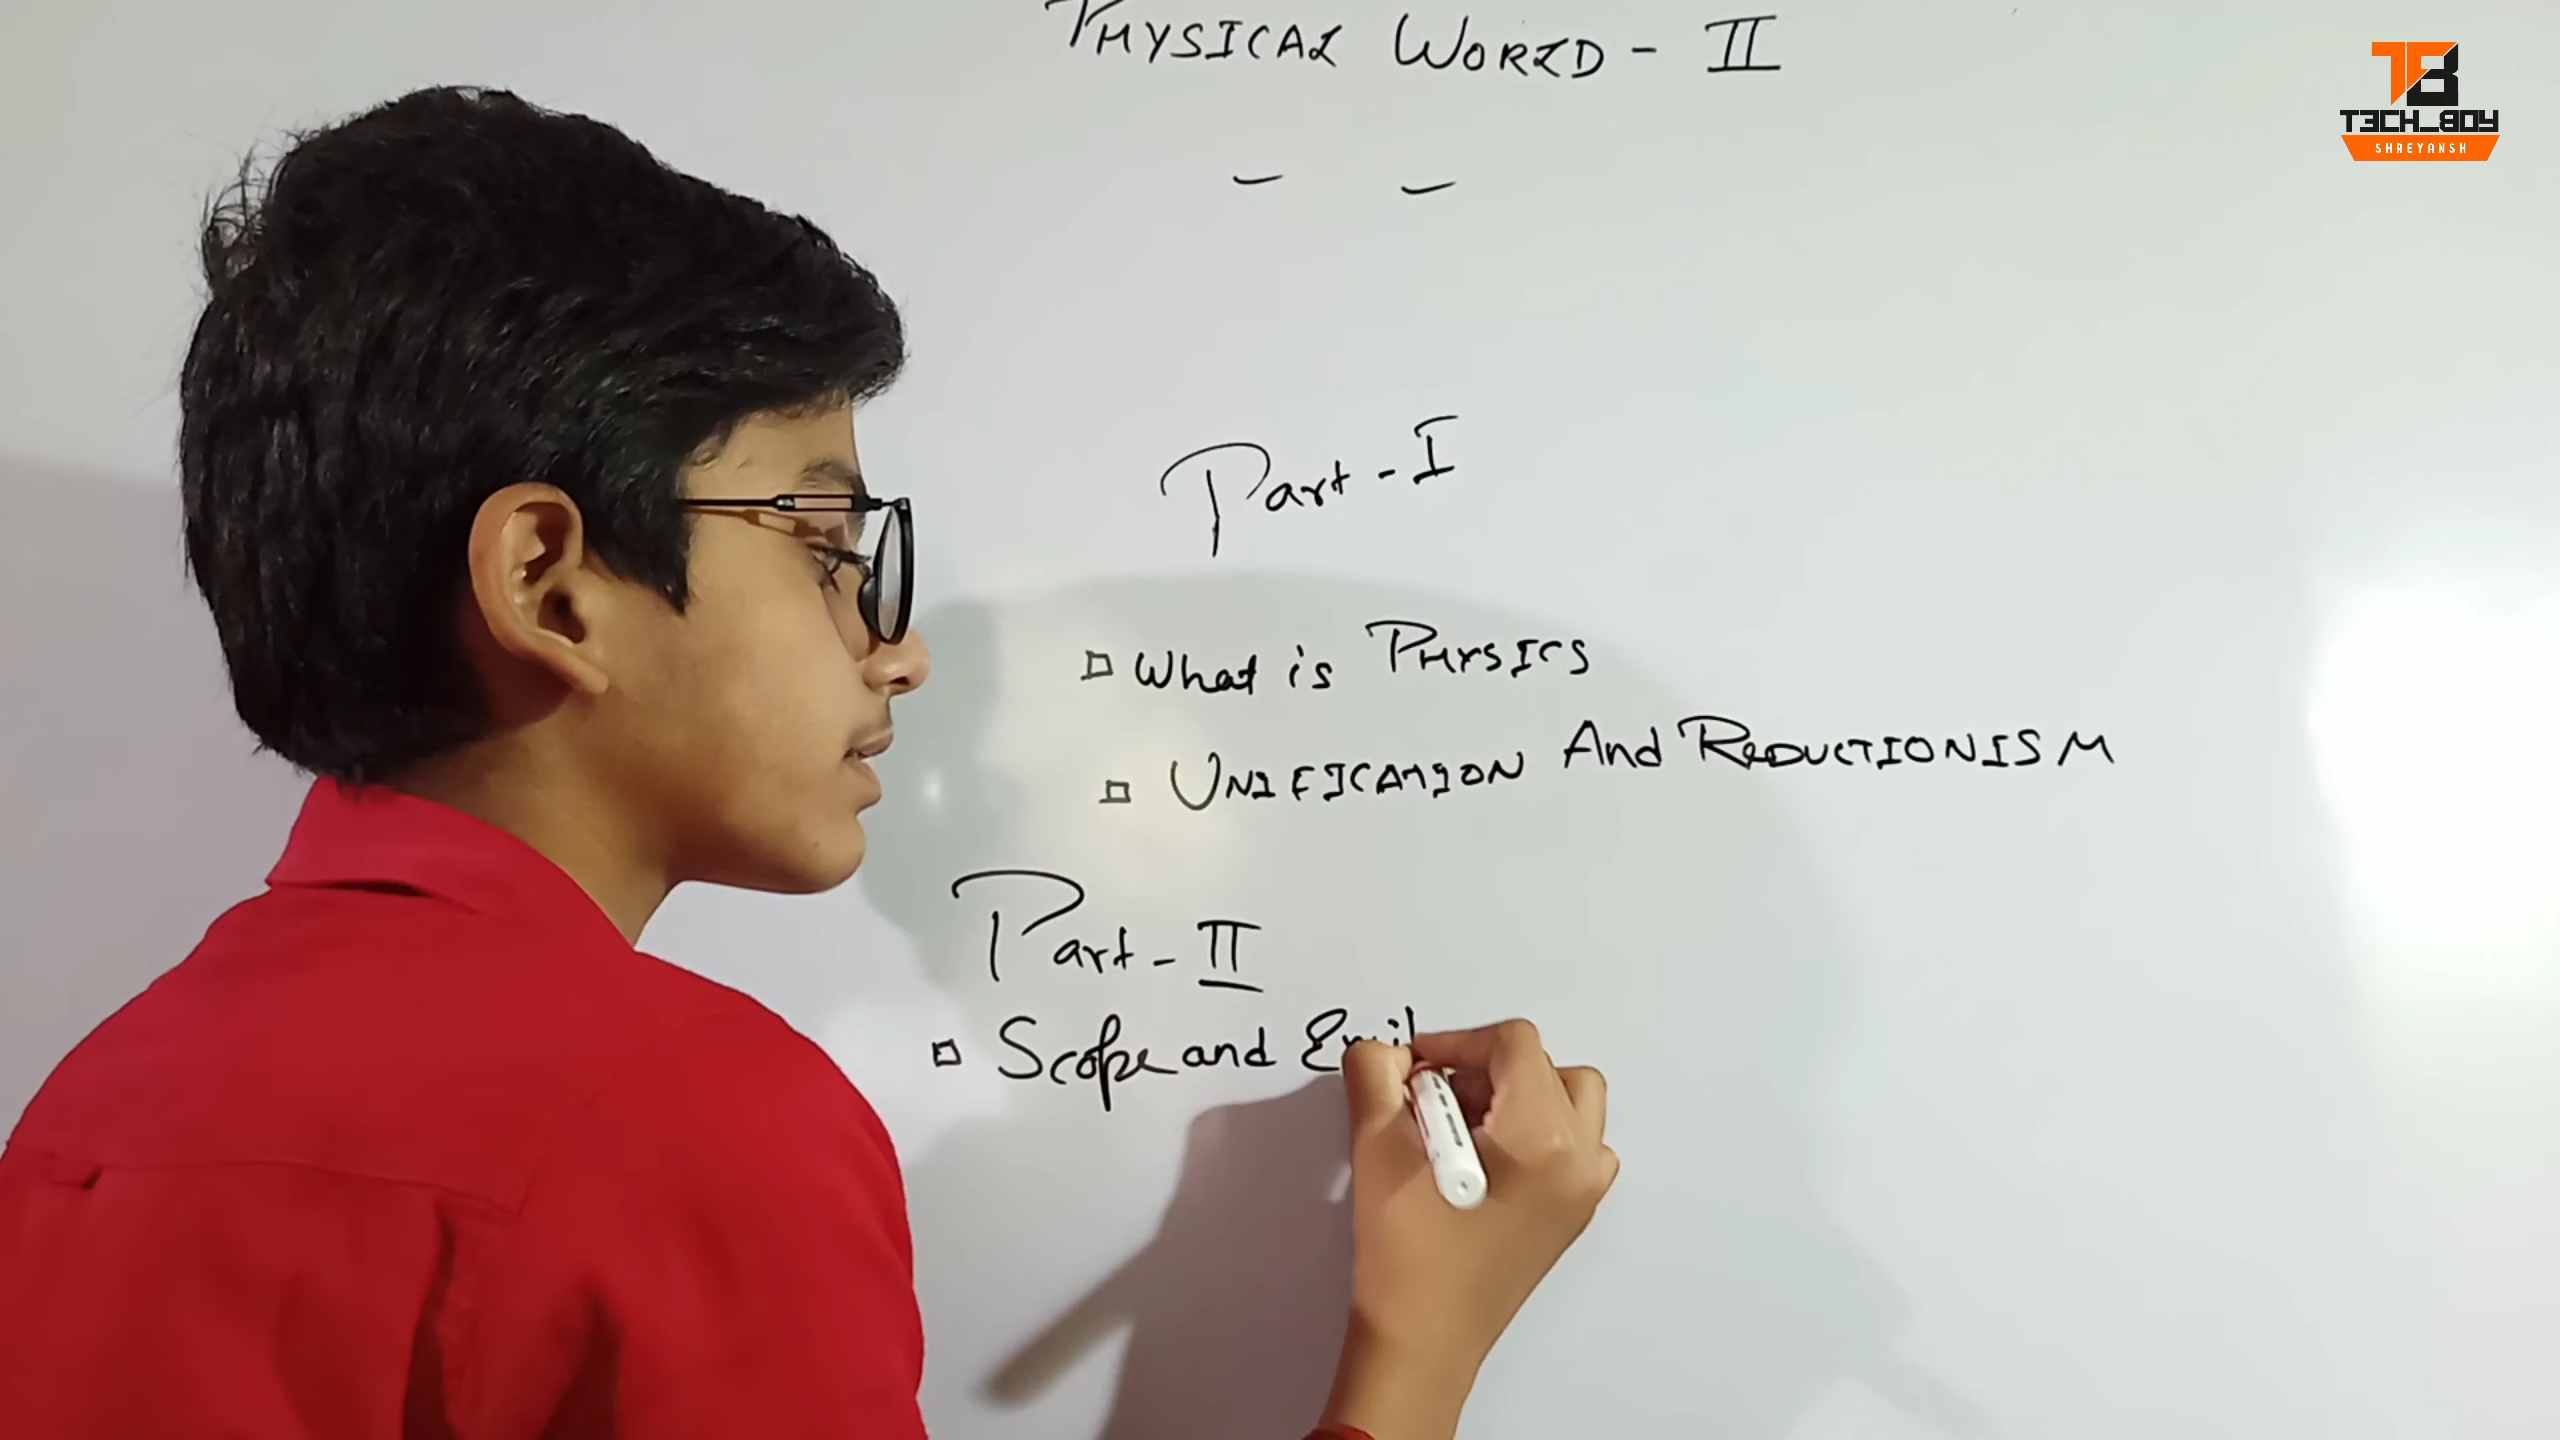 PHYSICAL WORLD - II
T3CH_BOY
SHREYANSH
Part - I
What is PHYSICS
UNIFICATION And REDUCTIONISM
Part - II
Scope and